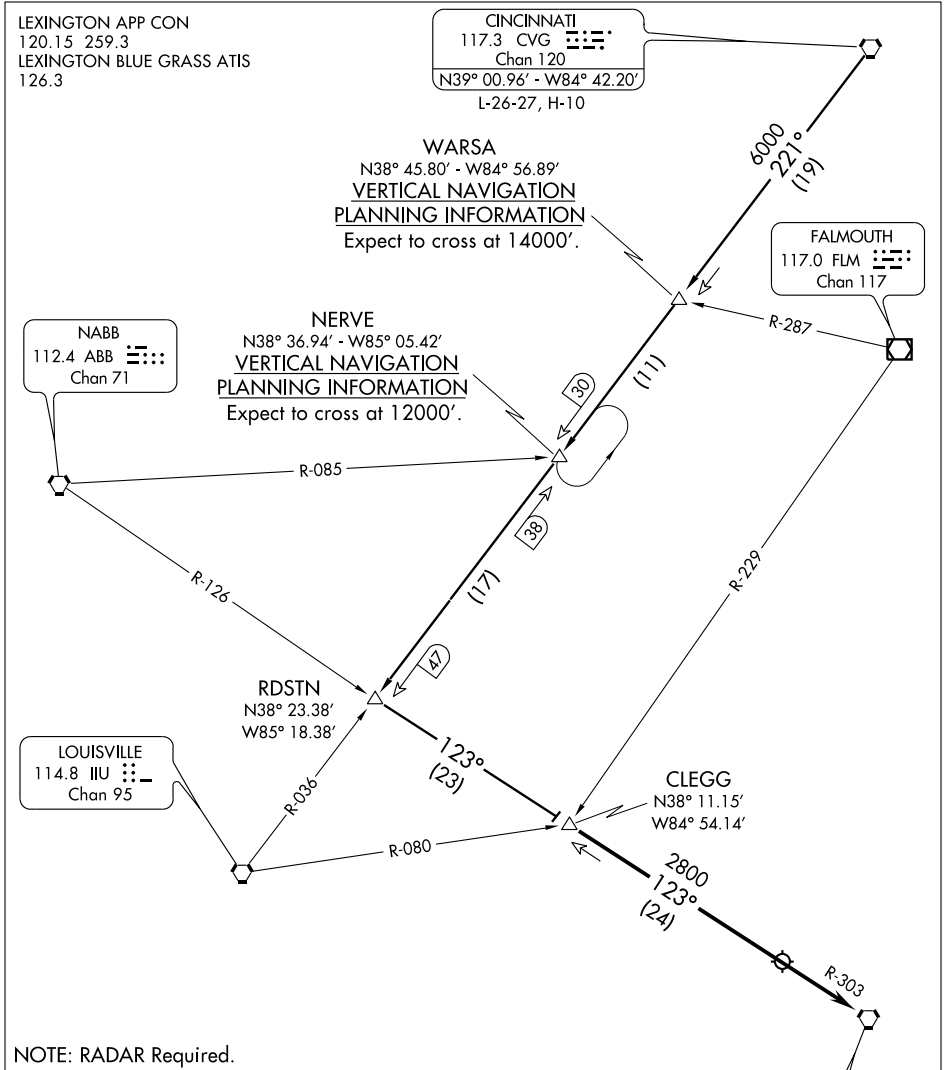 LEXINGTON APP CON
120.15 259.3
LEXINGTON BLUE GRASS ATIS
126.3
CINCINNATI
117.3 CVG
Chan 120
N39° 00.96' - W84° 42.20'
L-26-27, H-10
6000
221°
(19)
WARSA
N38° 45.80' - W84° 56.89'
VERTICAL NAVIGATION
PLANNING INFORMATION
Expect to cross at 14000'.
FALMOUTH
117.0 FLM
Chan 117
R-287
NERVE
N38° 36.94' - W85° 05.42'
VERTICAL NAVIGATION
PLANNING INFORMATION
Expect to cross at 12000'.
(11)
30
NABB
112.4 ABB
Chan 71
R-085
38
R-229
R-126
(17)
47
RDSTN
N38° 23.38'
W85° 18.38'
123°
(23)
LOUISVILLE
114.8 IIU
Chan 95
R-036
R-080
CLEGG
N38° 11.15'
W84° 54.14'
2800
123°
(24)
R-303
NOTE: RADAR Required.